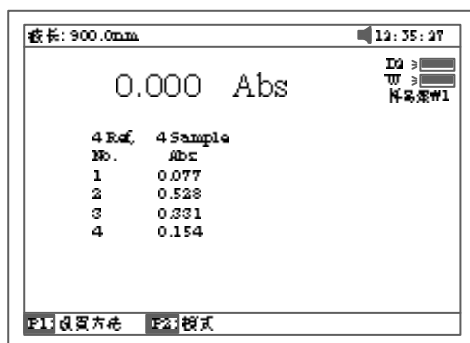 波长: 900.0nm 12:35:27
0.000 Abs
D2
W
样品架#1
4 Ref, 4 Sample
No. Abs
1 0.077
2 0.528
3 0.331
4 0.154
F1: 设置方法 F2: 模式